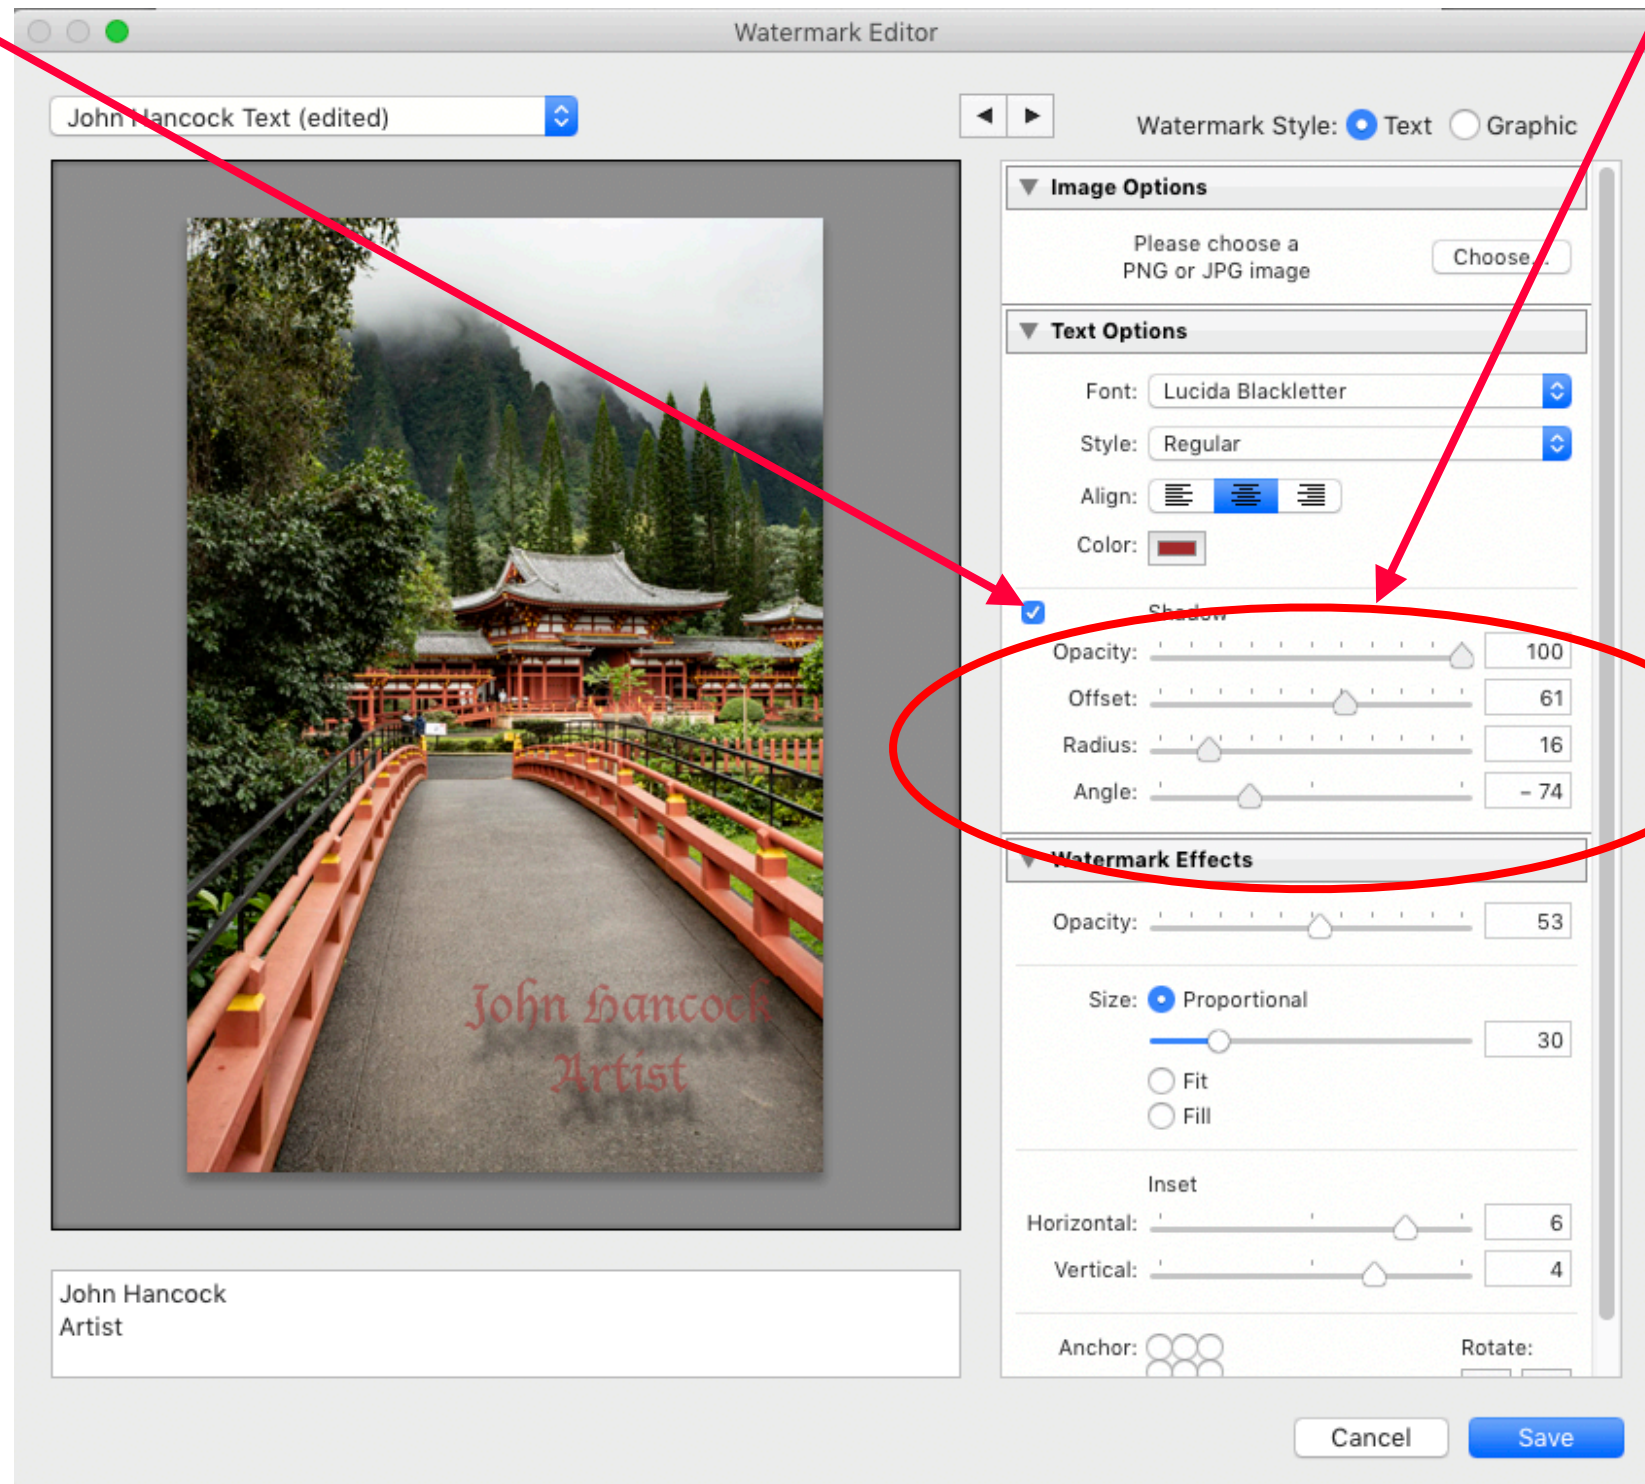 Watermark Editor
John Hancock Text (edited)
Watermark Style: Text Graphic
Image Options
Please choose a
PNG or JPG image
Choose...
Text Options
Font: Lucida Blackletter
Style: Regular
Align:
Color:
Shadow
Opacity: 100
Offset: 61
Radius: 16
Angle: – 74
Watermark Effects
Opacity: 53
Size: Proportional
30
Fit
Fill
Inset
Horizontal: 6
Vertical: 4
Anchor: Rotate:
John Hancock
Artist
John Hancock
Artist
Cancel Save